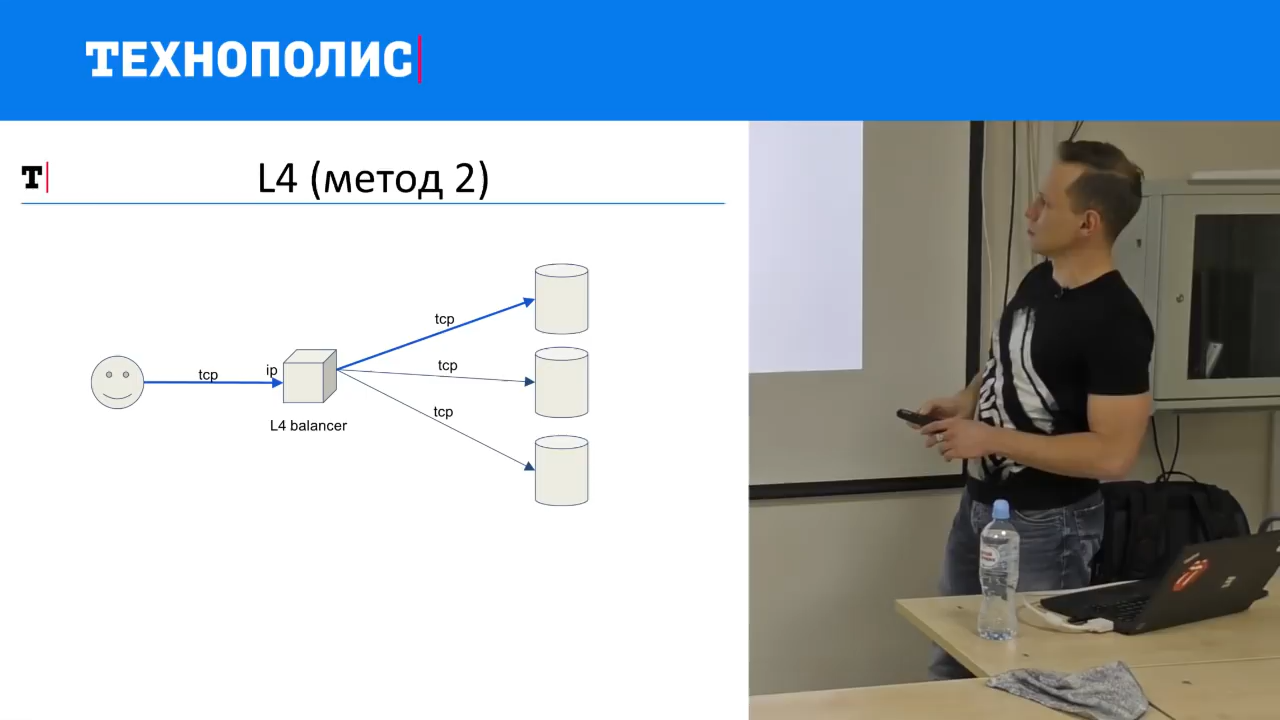 ТЕХНОПОЛИС
Т
L4 (метод 2)
tcp
tcp
ip
tcp
tcp
L4 balancer